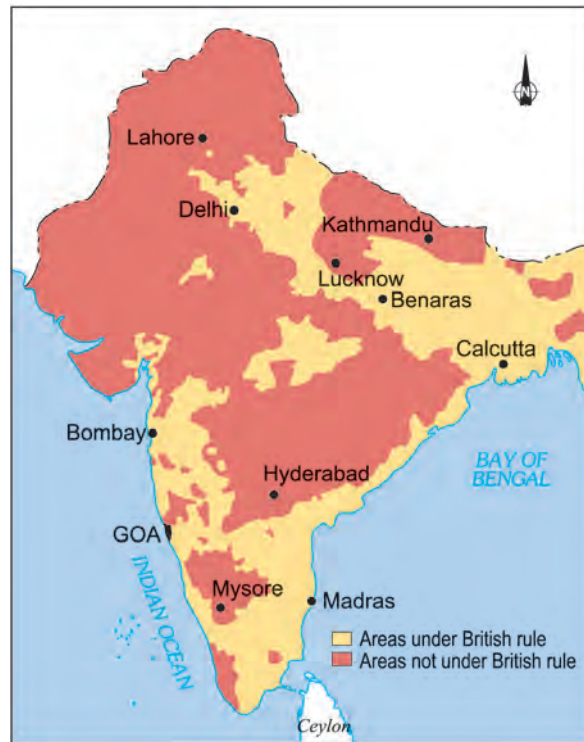 N
Lahore
Delhi
Kathmandu
Lucknow
Benaras
Calcutta
Bombay
Hyderabad
BAY OF
BENGAL
GOA
INDIAN OCEAN
Mysore
Madras
Areas under British rule
Areas not under British rule
Ceylon